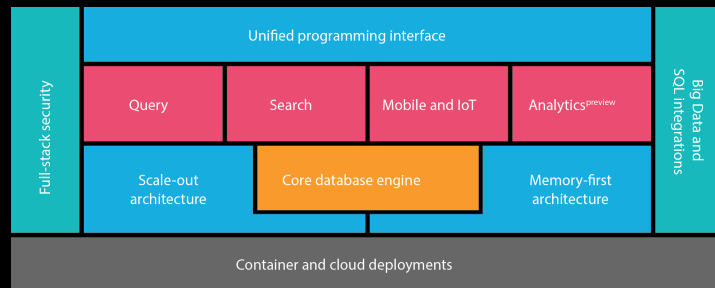 Unified programming interface
Full-stack security
Query
Search
Mobile and IoT
Analyticspreview
Big Data and
SQL integrations
Scale-out
architecture
Core database engine
Memory-first
architecture
Container and cloud deployments